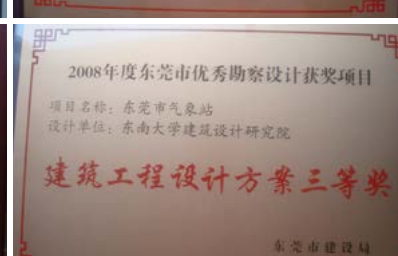 2008年度东莞市优秀勘察设计获奖项目
项目名称：东莞市气象站
设计单位：东南大学建筑设计研究院
建筑工程设计方案三等奖
东莞市建设局